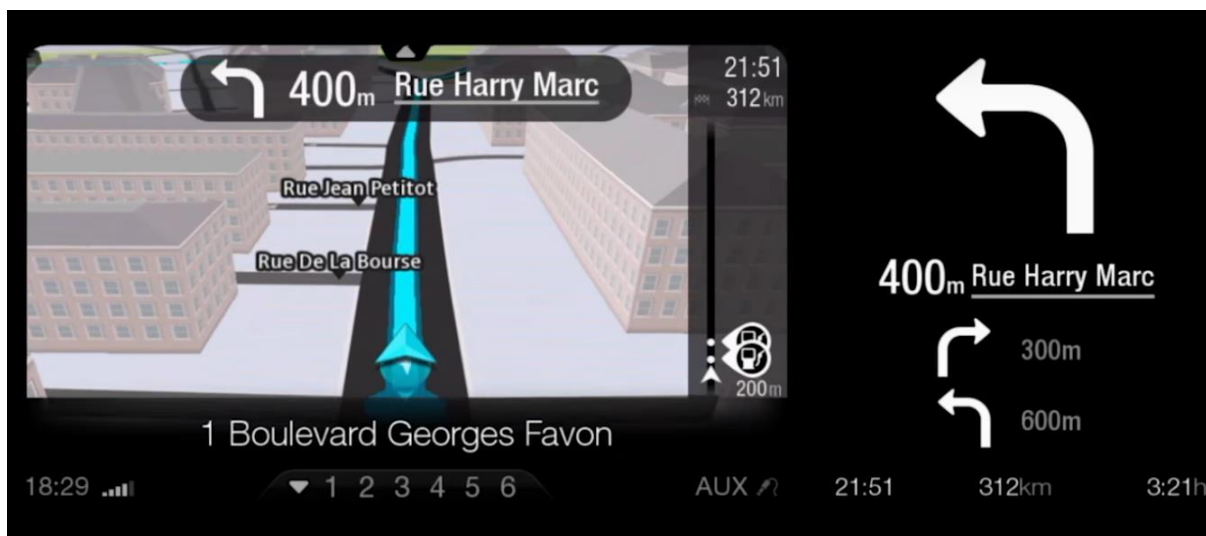 400m Rue Harry Marc
21:51
312km
Rue Jean Petitot
Rue De La Bourse
200m
1 Boulevard Georges Favon
18:29
1 2 3 4 5 6
AUX
400m Rue Harry Marc
300m
600m
21:51 312km 3:21h